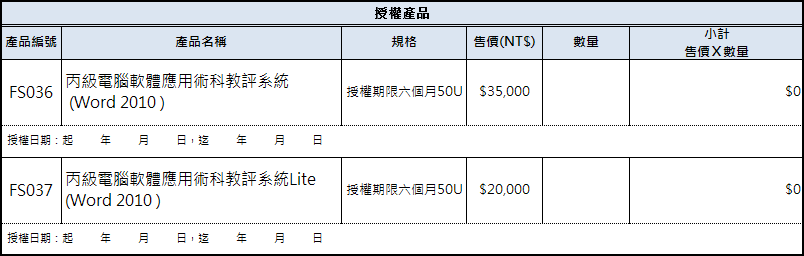 授權產品
產品編號 產品名稱 規格 售價(NT$) 數量 小計
售價X數量
FS036 丙級電腦軟體應用術科教評系統
(Word 2010 ) 授權期限六個月50U $35,000 $0
授權日期：起 年 月 日，迄 年 月 日
FS037 丙級電腦軟體應用術科教評系統Lite
(Word 2010 ) 授權期限六個月50U $20,000 $0
授權日期：起 年 月 日，迄 年 月 日